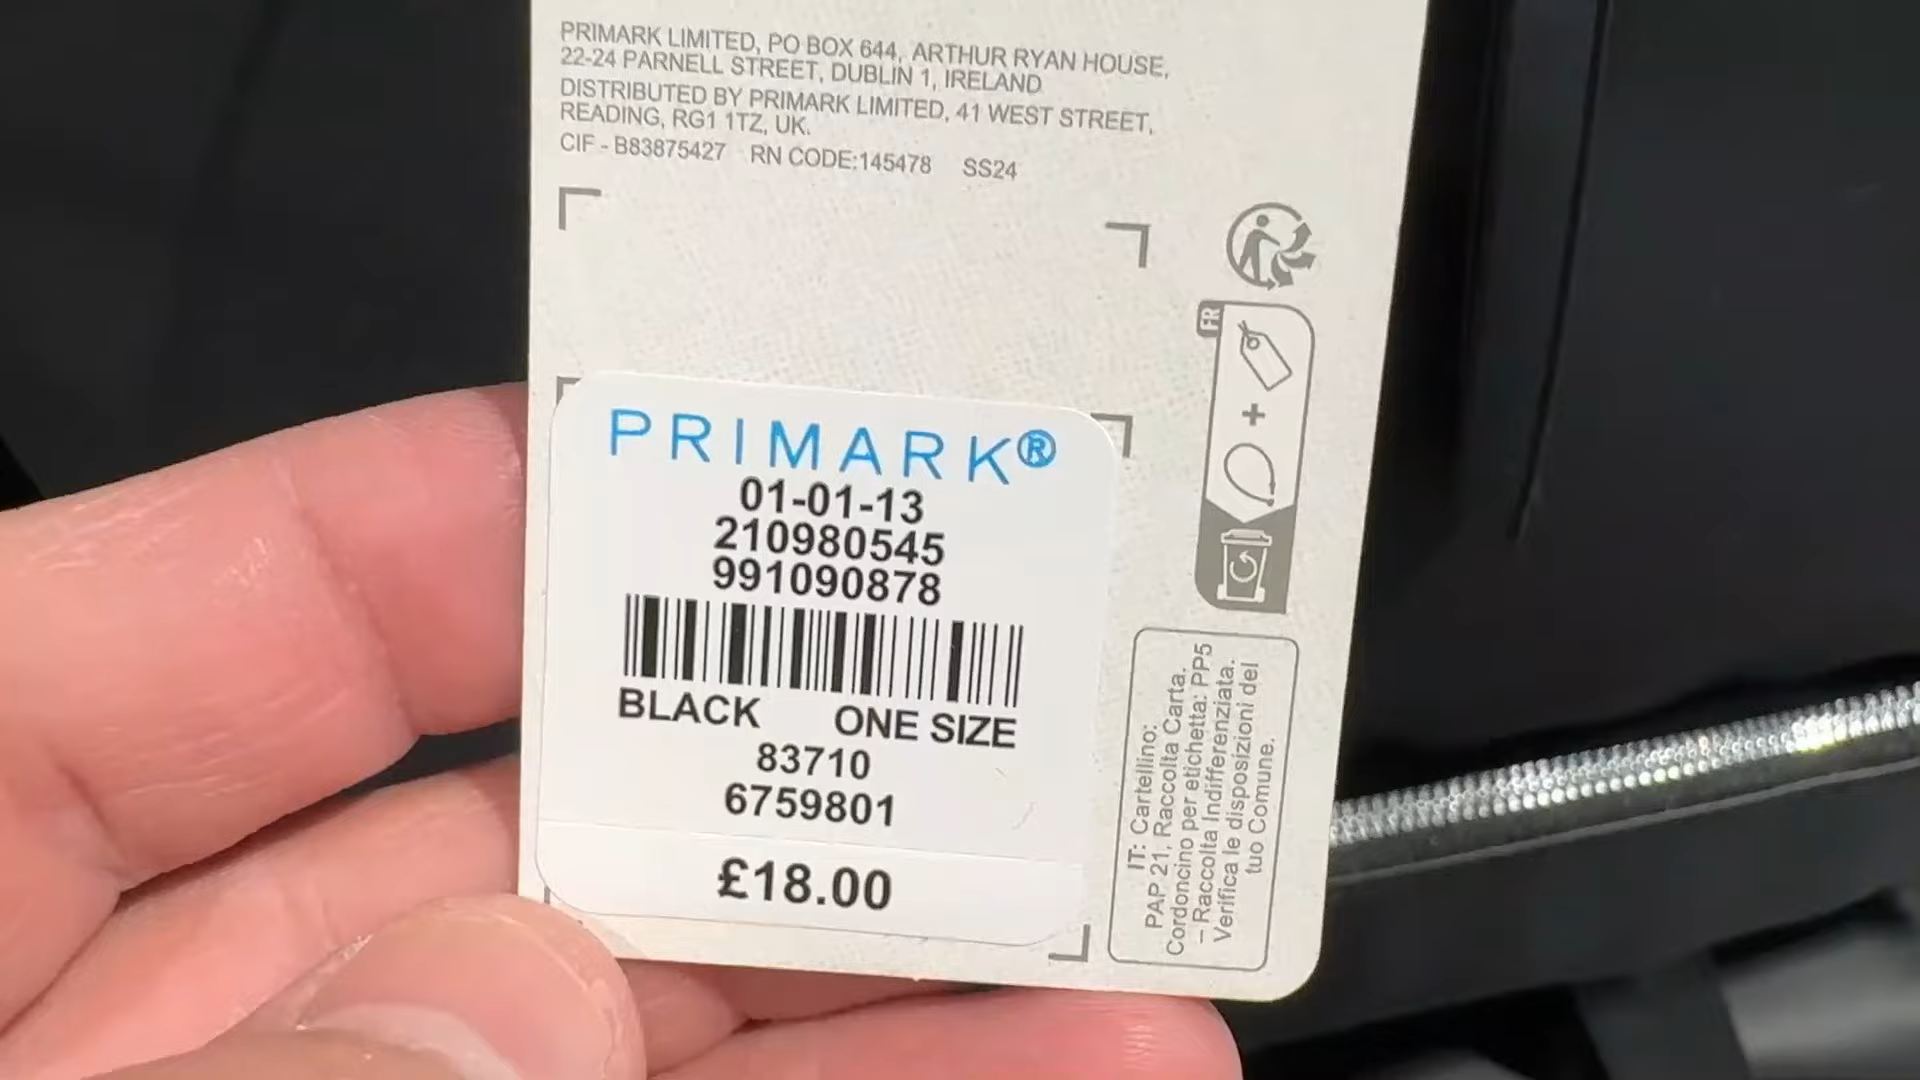 PRIMARK LIMITED, PO BOX 644, ARTHUR RYAN HOUSE,
22-24 PARNELL STREET, DUBLIN 1, IRELAND
DISTRIBUTED BY PRIMARK LIMITED, 41 WEST STREET,
READING, RG1 1TZ, UK.
CIF - B83875427 RN CODE:145478 SS24
FR
+
PRIMARK®
01-01-13
210980545
991090878
BLACK ONE SIZE
83710
6759801
£18.00
IT: Cartellino:
PAP 21, Raccolta Carta.
Cordoncino per etichetta: PP5
– Raccolta Indifferenziata.
Verifica le disposizioni del
tuo Comune.